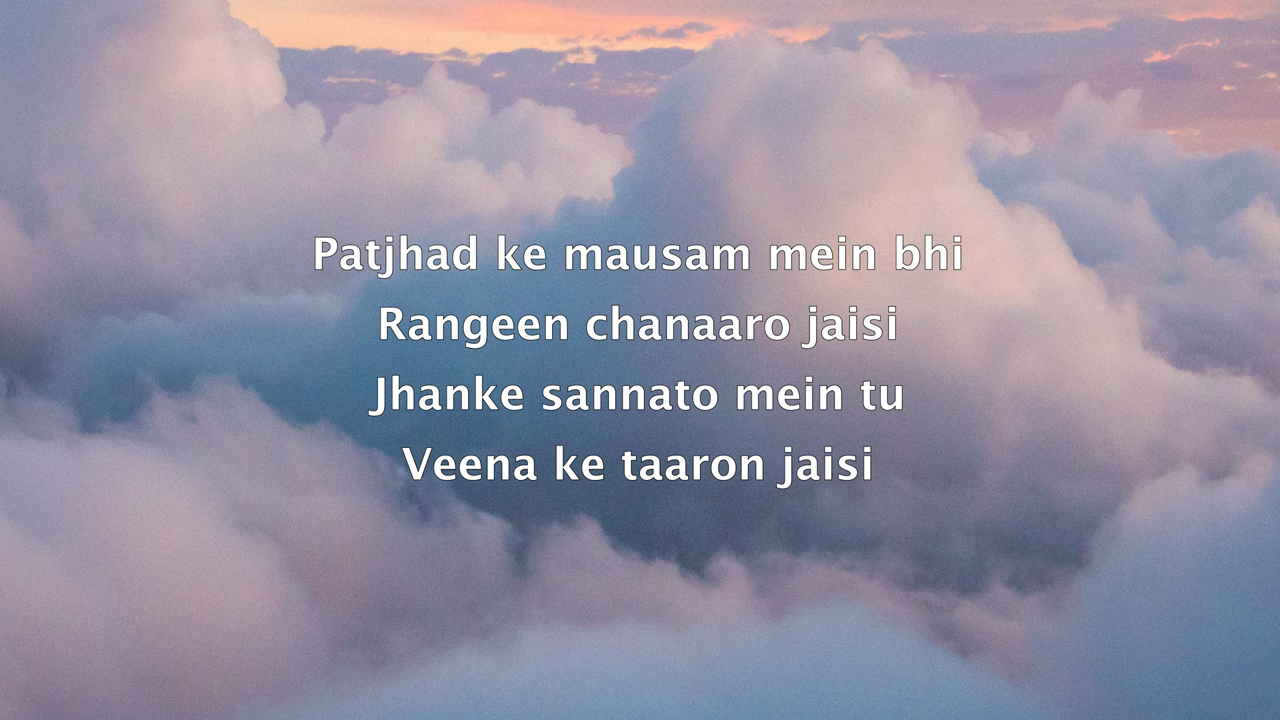 Patjhad ke mausam mein bhi
Rangeen chanaaro jaisi
Jhanke sannato mein tu
Veena ke taaron jaisi